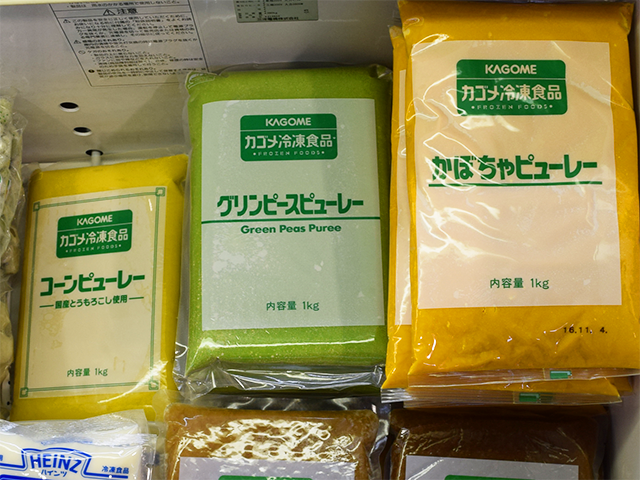 注意
KAGOME
カゴメ冷凍食品
FROZEN FOODS
コーンピューレー
国産とうもろこし使用
内容量 1kg
KAGOME
カゴメ冷凍食品
FROZEN FOODS
グリンピースピューレー
Green Peas Puree
内容量 1kg
KAGOME
カゴメ冷凍食品
FROZEN FOODS
かぼちゃピューレー
内容量 1kg
16.11. 4.
HEINZ
ハインツ
冷凍食品